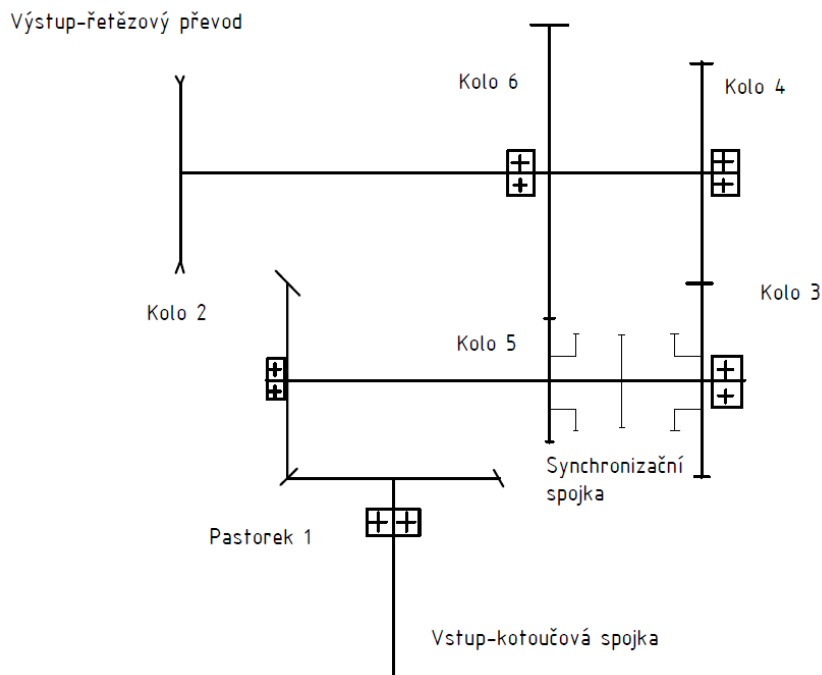 Výstup-řetězový převod
Kolo 6
Kolo 4
Kolo 2
Kolo 3
Kolo 5
Synchronizační
spojka
Pastorek 1
Vstup-kotoučová spojka